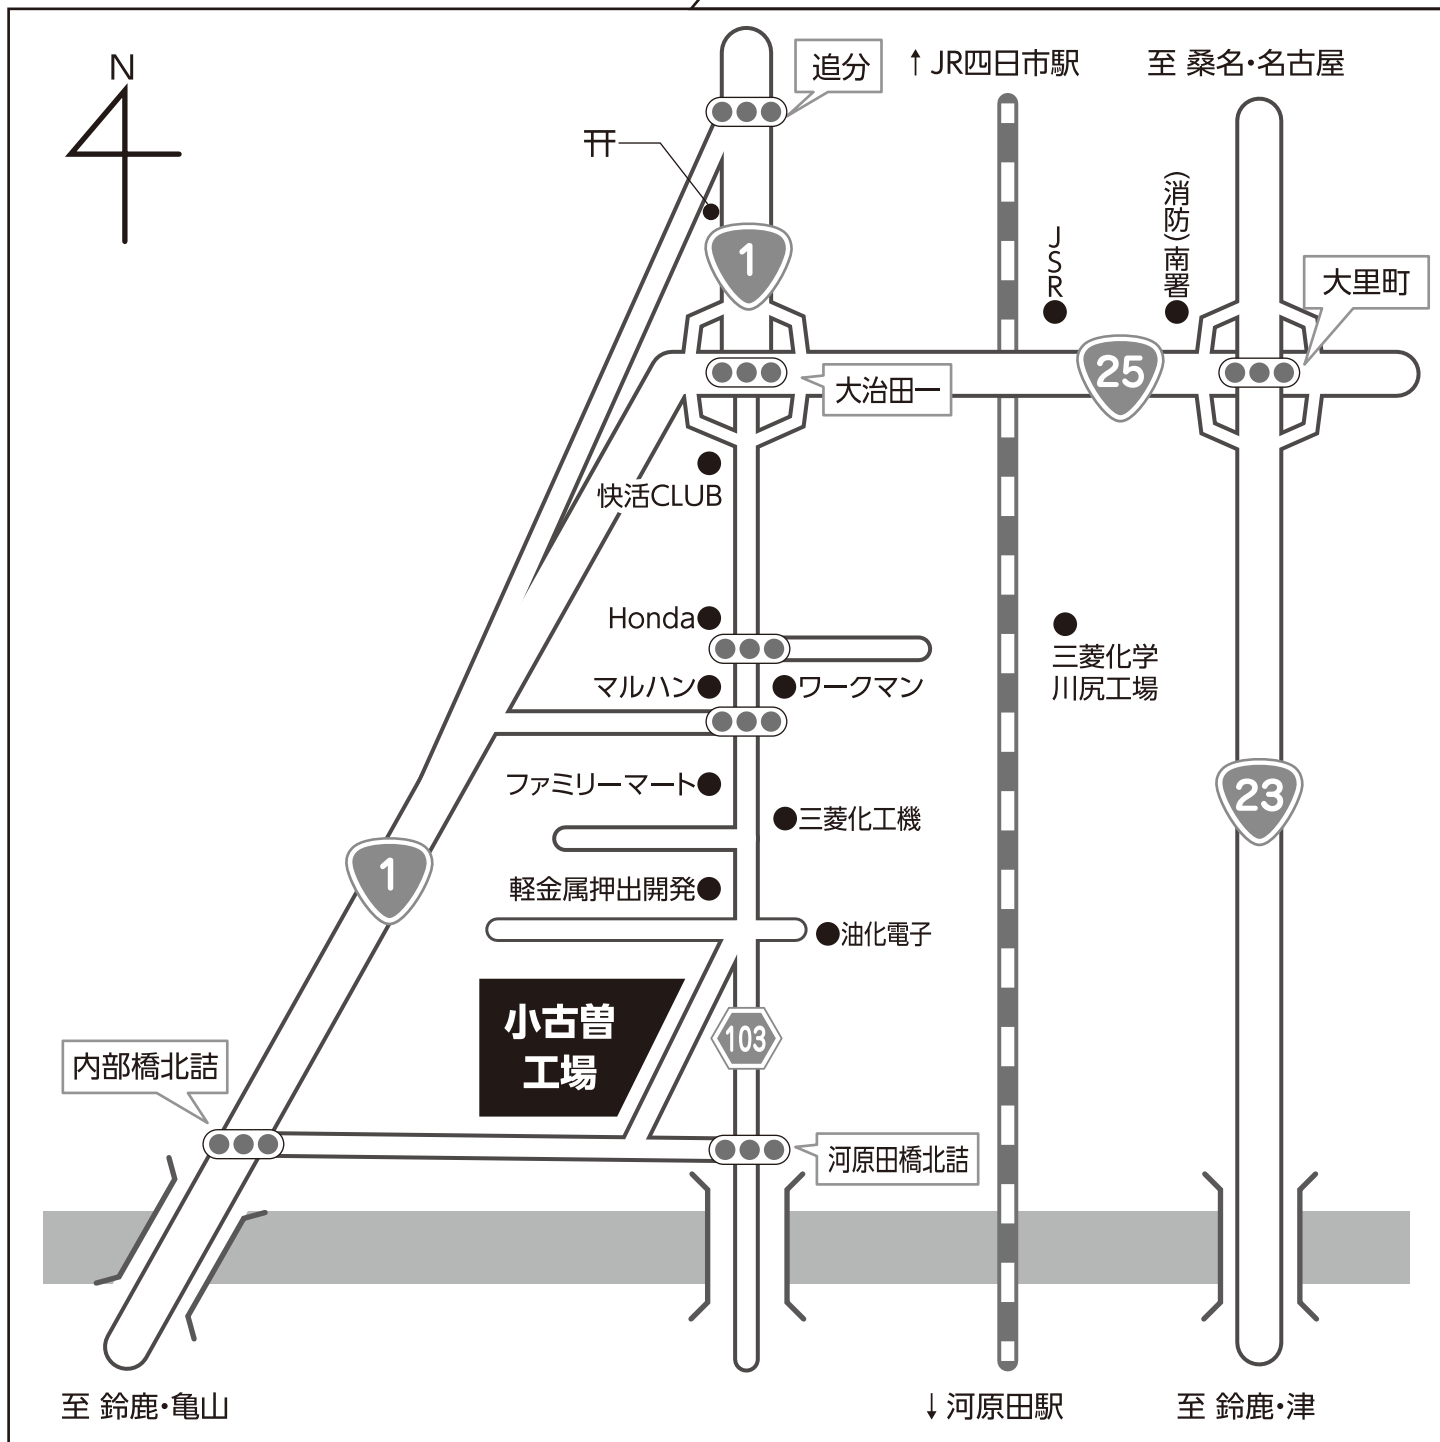 N
追分
↑ JR四日市駅
至 桑名・名古屋
1
JSR
(消防)南署
大里町
25
大治田一
快活CLUB
Honda
マルハン
ワークマン
三菱化学
川尻工場
ファミリーマート
三菱化工機
23
1
軽金属押出開発
油化電子
小古曽
工場
103
内部橋北詰
河原田橋北詰
至 鈴鹿・亀山
↓ 河原田駅
至 鈴鹿・津